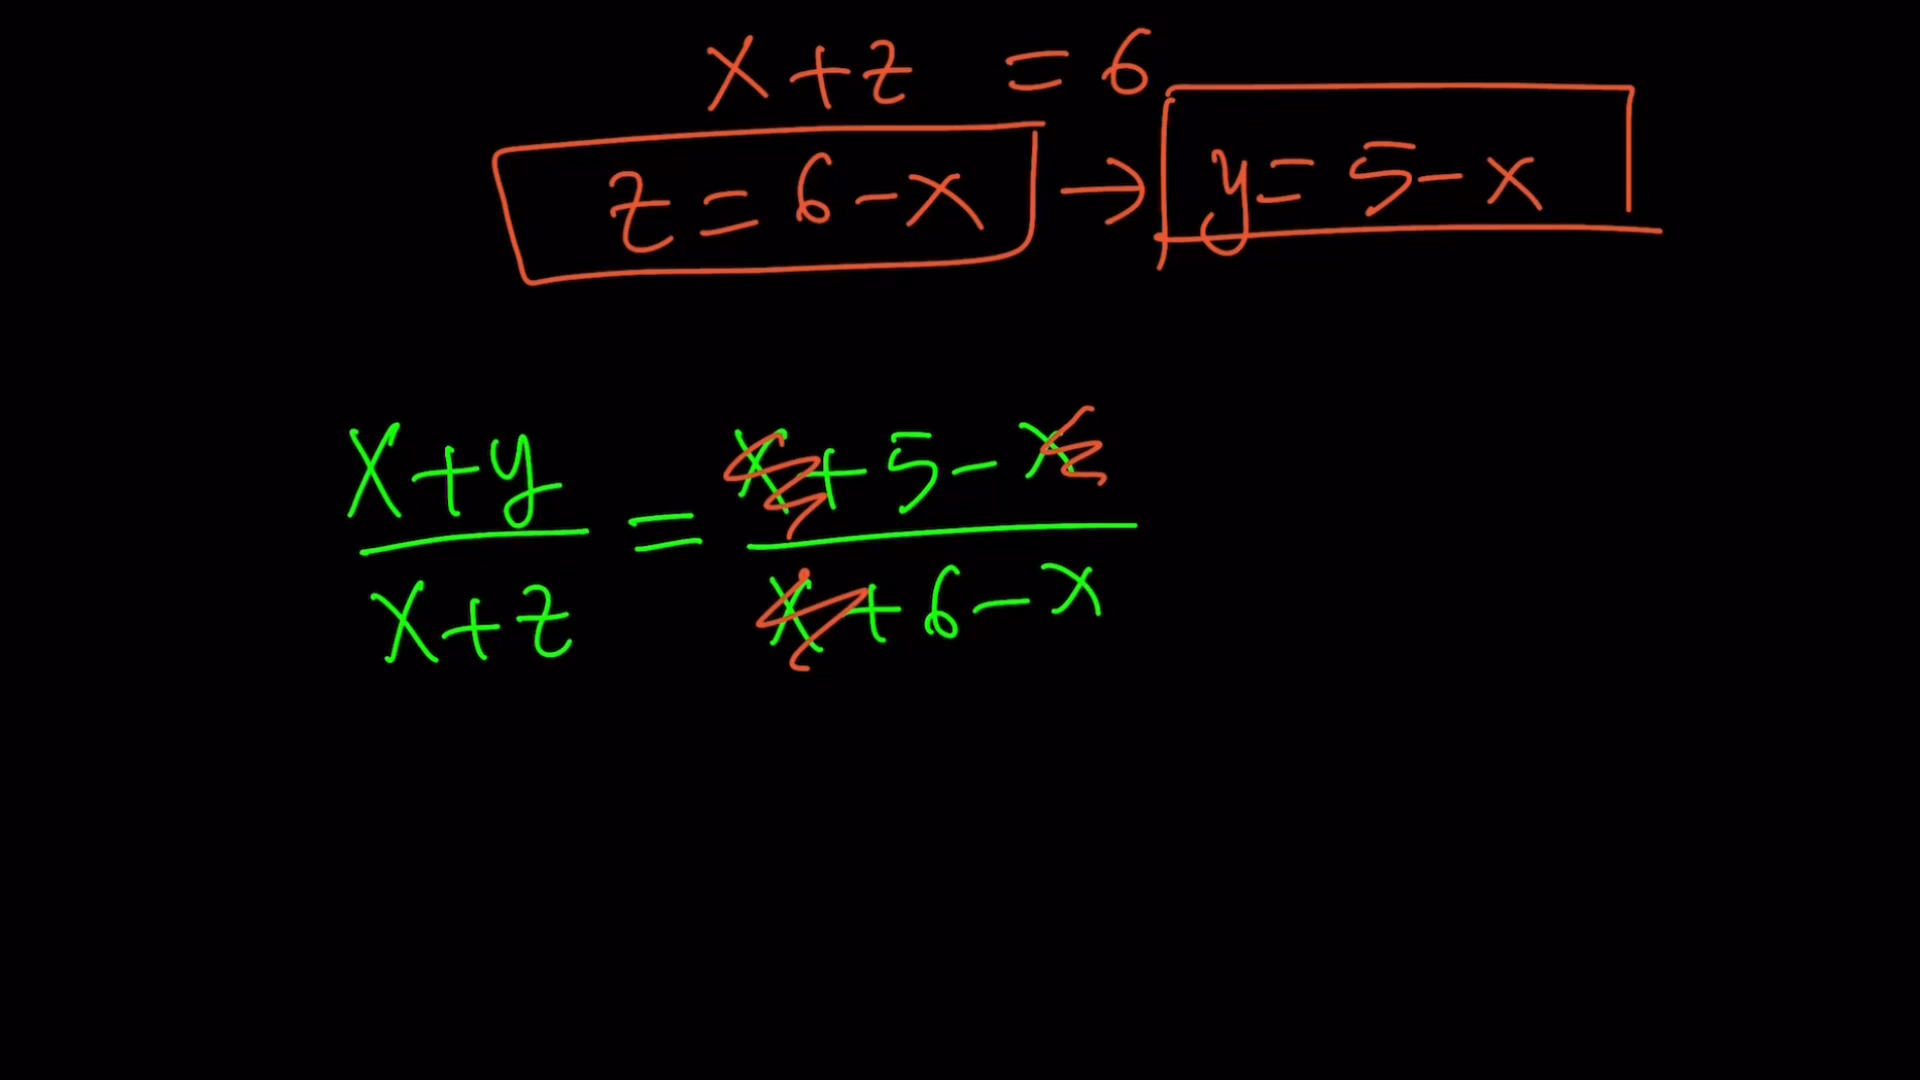 x + z = 6
z = 6 - x → y = 5 - x
x + y / x + z = x + 5 - x / x + 6 - x